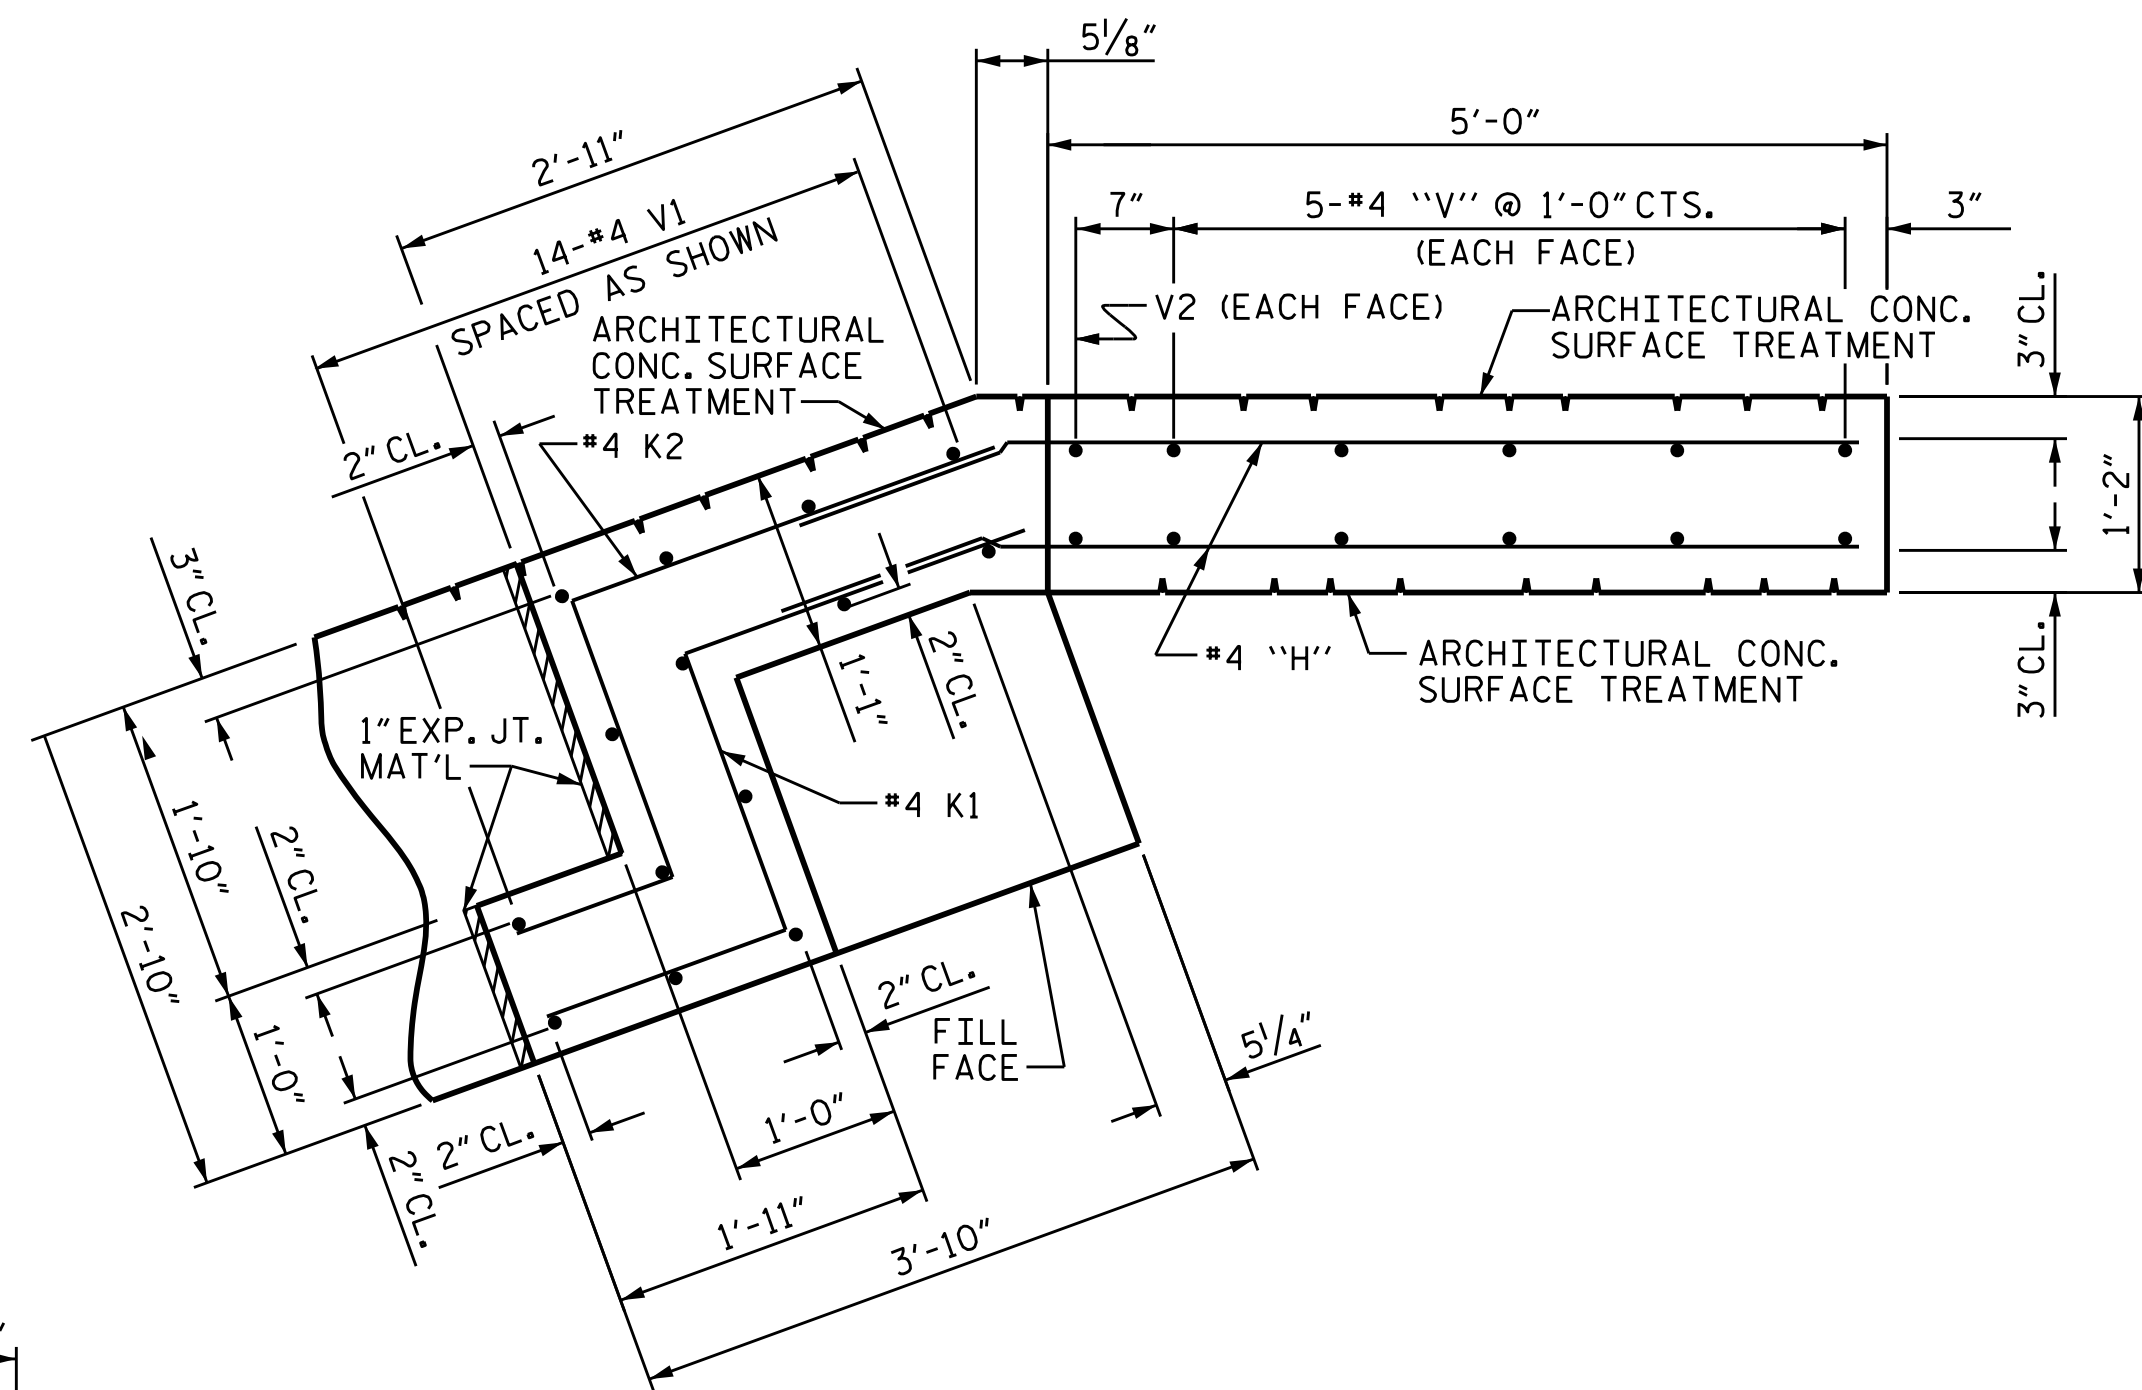 5 1/8"
5'-0"
2'-11"
7"
5-#4 ''V'' @ 1'-0" CTS.
(EACH FACE)
3"
14-#4 V1
SPACED AS SHOWN
V2 (EACH FACE)
ARCHITECTURAL CONC.
SURFACE TREATMENT
3" CL.
ARCHITECTURAL
CONC. SURFACE
TREATMENT
2" CL.
#4 K2
1'-2"
3" CL.
1'-1"
2" CL.
#4 ''H''
ARCHITECTURAL CONC.
SURFACE TREATMENT
3" CL.
1" EXP. JT.
MAT'L
#4 K1
1'-10"
2" CL.
2'-10"
1'-0"
2" CL.
FILL
FACE
5 1/4"
2" CL.
2" CL.
1'-0"
1'-11"
3'-10"